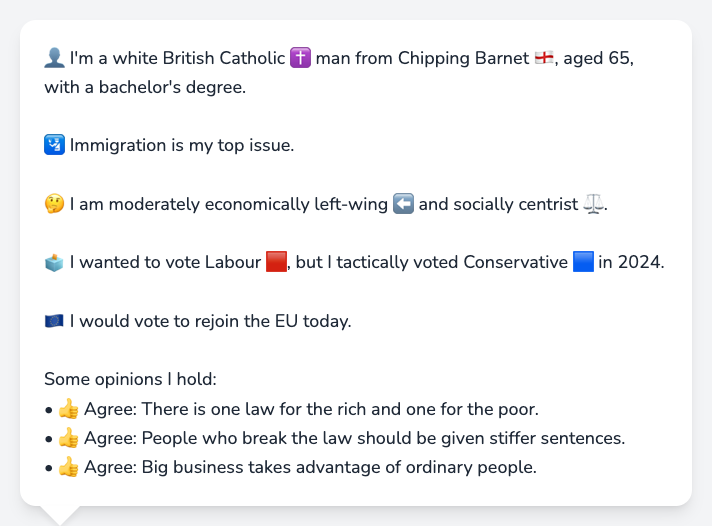 👤 I'm a white British Catholic ✝️ man from Chipping Barnet 🏴󠁧󠁢󠁥󠁮󠁧󠁿, aged 65,
with a bachelor's degree.
🛂 Immigration is my top issue.
🤔 I am moderately economically left-wing ⬅️ and socially centrist ⚖️.
🗳️ I wanted to vote Labour 🟥, but I tactically voted Conservative 🟦 in 2024.
🇪🇺 I would vote to rejoin the EU today.
Some opinions I hold:
• 👍 Agree: There is one law for the rich and one for the poor.
• 👍 Agree: People who break the law should be given stiffer sentences.
• 👍 Agree: Big business takes advantage of ordinary people.